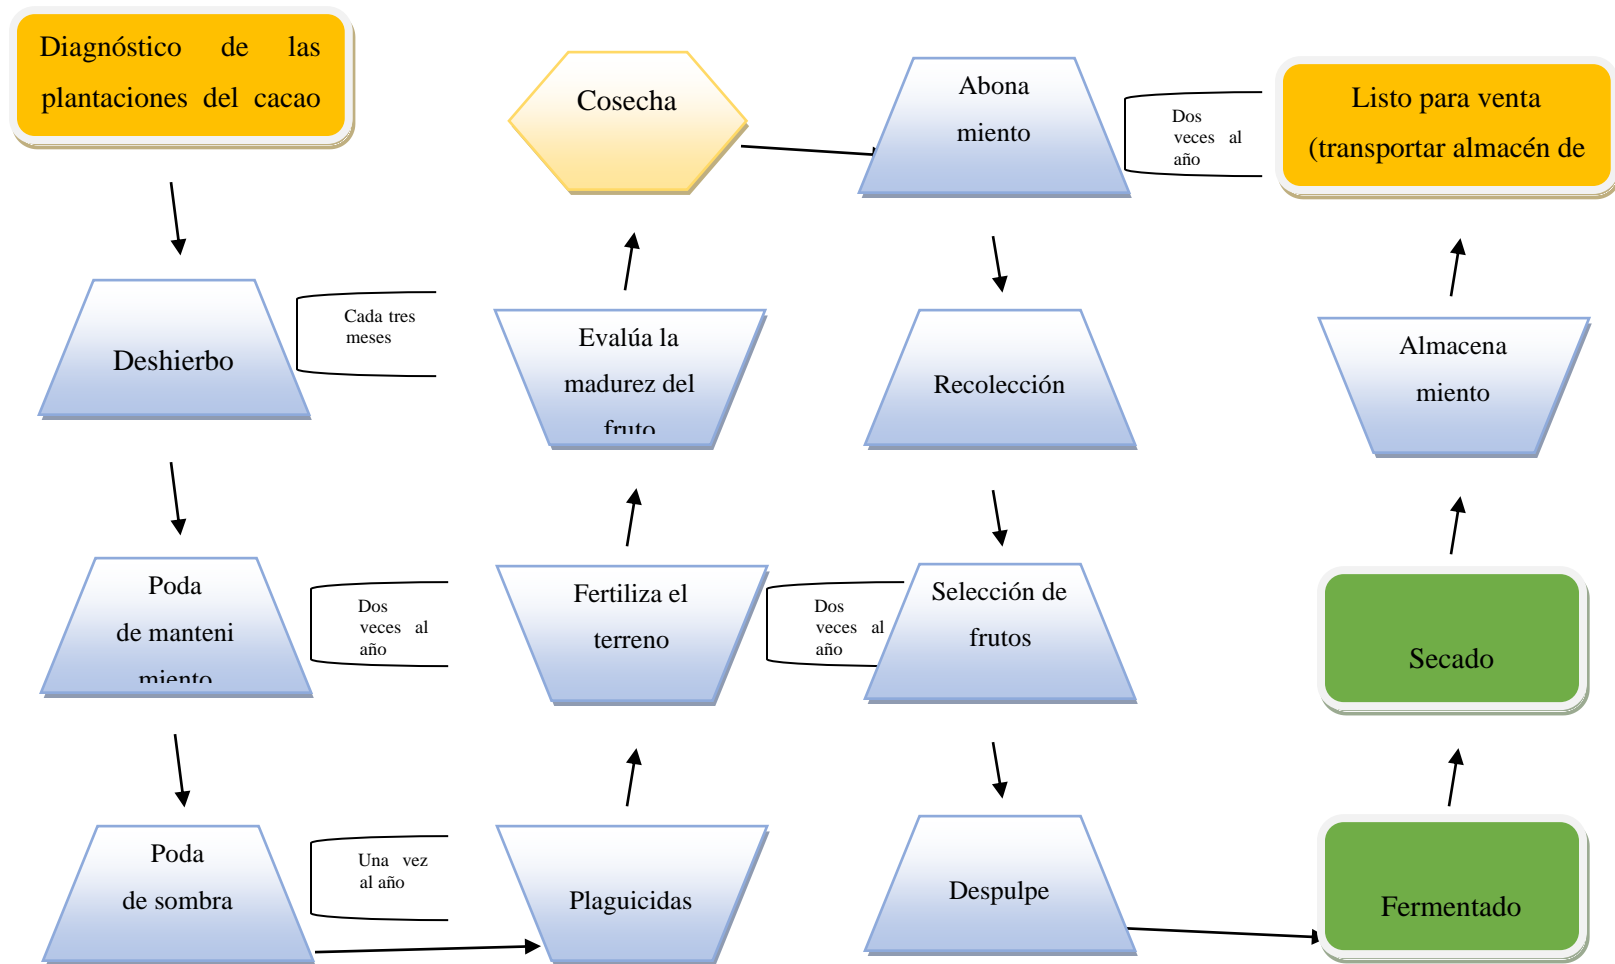 Diagnóstico de las
plantaciones del cacao
Deshierbo
Cada tres
meses
Poda
de manteni
miento
Dos
veces al
año
Poda
de sombra
Una vez
al año
Plaguicidas
Fertiliza el
terreno
Dos
veces al
año
Evalúa la
madurez del
fruto
Cosecha
Abona
miento
Dos
veces al
año
Recolección
Selección de
frutos
Despulpe
Fermentado
Secado
Almacena
miento
Listo para venta
(transportar almacén de